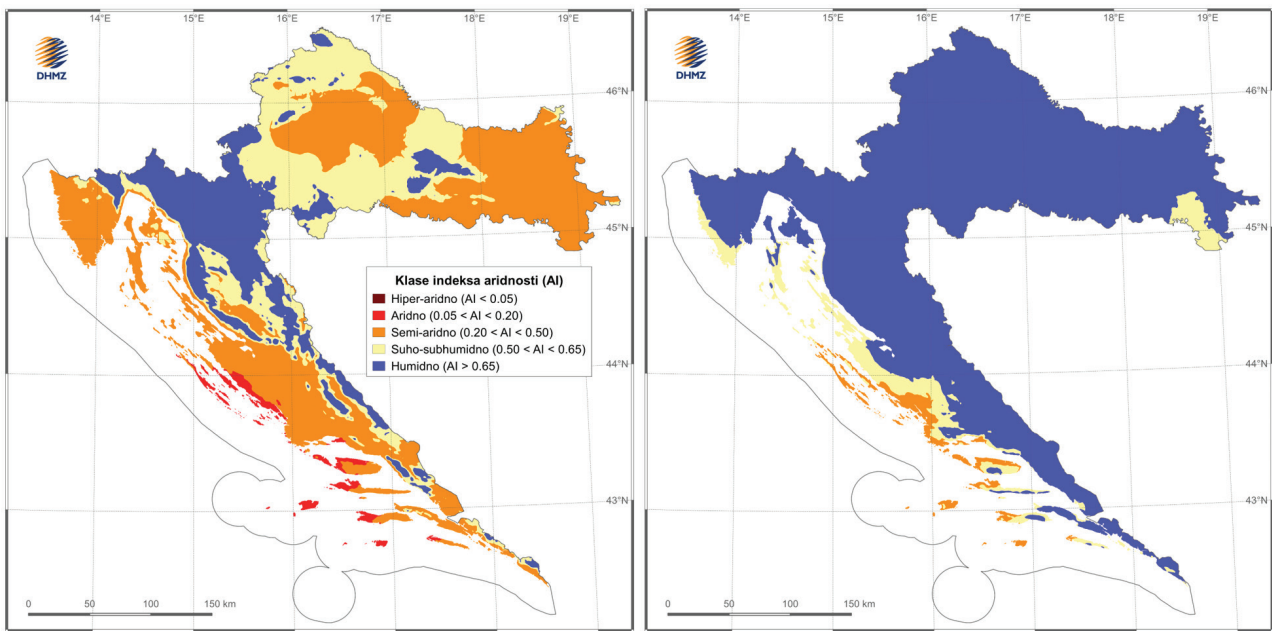 14°E 15°E 16°E 17°E 18°E 19°E
DHMZ
46°N
45°N
Klase indeksa aridnosti (AI)
Hiper-aridno (AI < 0.05)
Aridno (0.05 < AI < 0.20)
Semi-aridno (0.20 < AI < 0.50)
Suho-subhumidno (0.50 < AI < 0.65)
Humidno (AI > 0.65)
44°N
43°N
0 50 100 150 km
14°E 15°E 16°E 17°E 18°E 19°E
DHMZ
46°N
45°N
44°N
43°N
0 50 100 150 km